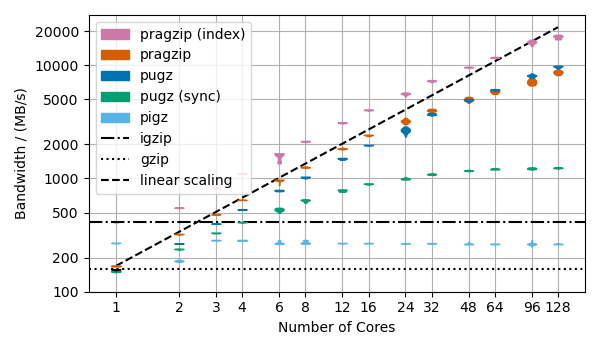 20000
10000
5000
2000
1000
500
200
100
Bandwidth / (MB/s)
pragzip (index)
pragzip
pugz
pugz (sync)
pigz
igzip
gzip
linear scaling
1 2 3 4 6 8 12 16 24 32 48 64 96 128
Number of Cores